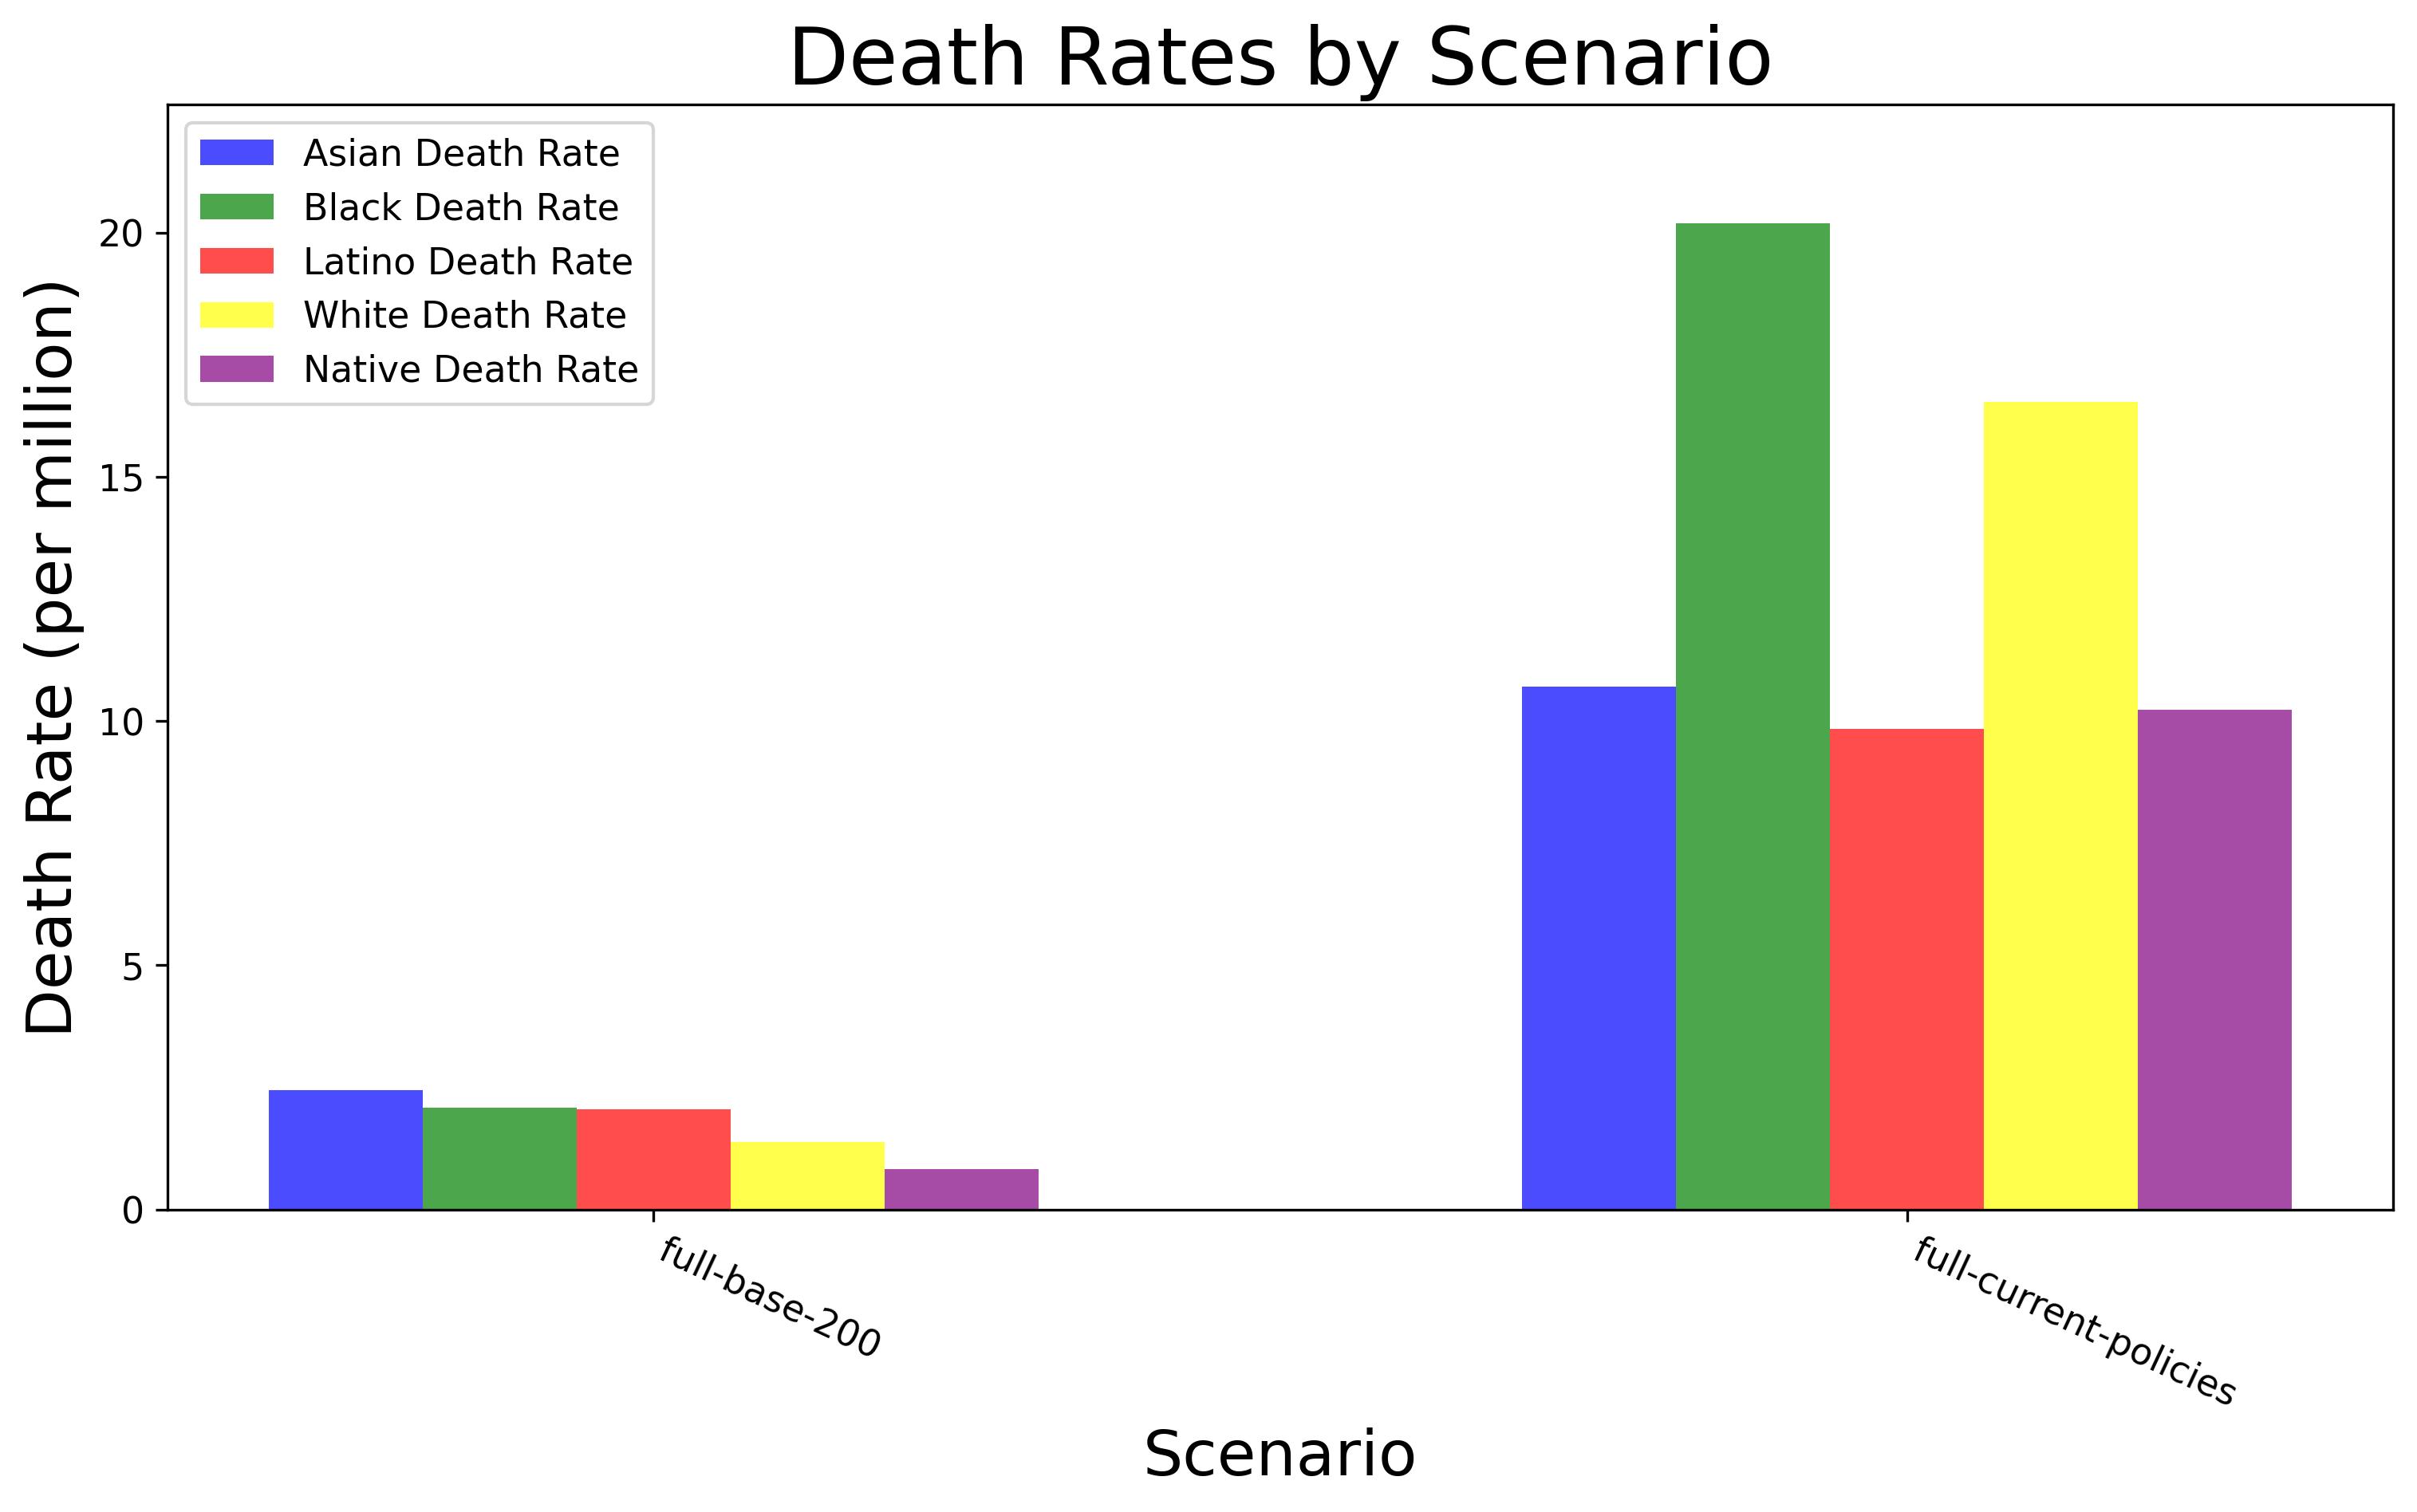 Death Rates by Scenario
Asian Death Rate
Black Death Rate
Latino Death Rate
White Death Rate
Native Death Rate
Death Rate (per million)
20
15
10
5
0
full-base-200
full-current-policies
Scenario